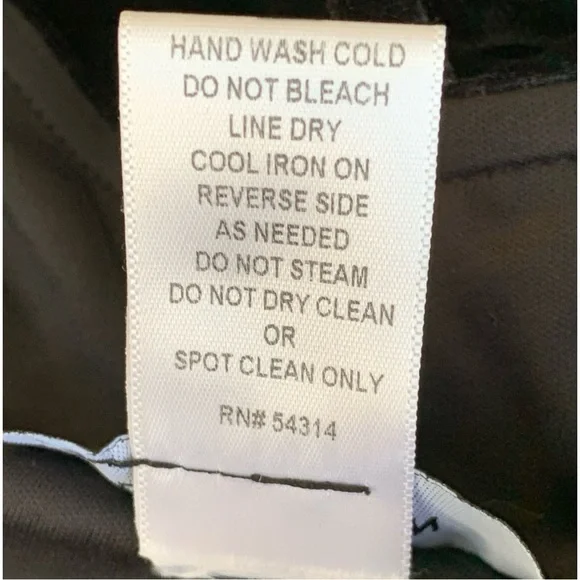 HAND WASH COLD
DO NOT BLEACH
LINE DRY
COOL IRON ON
REVERSE SIDE
AS NEEDED
DO NOT STEAM
DO NOT DRY CLEAN
OR
SPOT CLEAN ONLY
RN# 54314